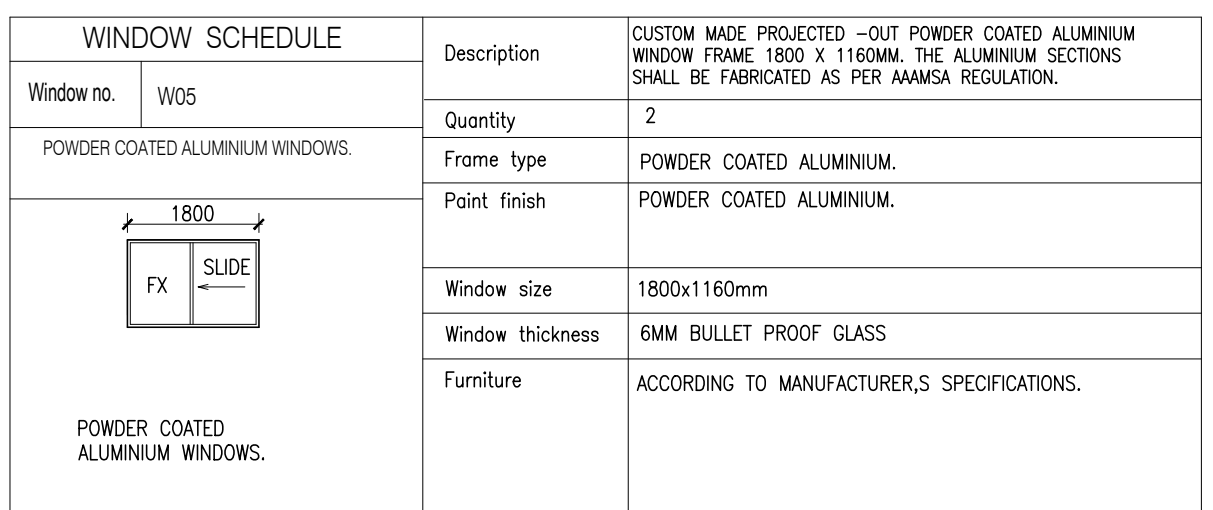 WINDOW SCHEDULE
Window no. W05
POWDER COATED ALUMINIUM WINDOWS.
1800
FX
SLIDE
POWDER COATED
ALUMINIUM WINDOWS.
Description
CUSTOM MADE PROJECTED -OUT POWDER COATED ALUMINIUM
WINDOW FRAME 1800 X 1160MM. THE ALUMINIUM SECTIONS
SHALL BE FABRICATED AS PER AAAMSA REGULATION.
Quantity 2
Frame type POWDER COATED ALUMINIUM.
Paint finish POWDER COATED ALUMINIUM.
Window size 1800x1160mm
Window thickness 6MM BULLET PROOF GLASS
Furniture ACCORDING TO MANUFACTURER,S SPECIFICATIONS.